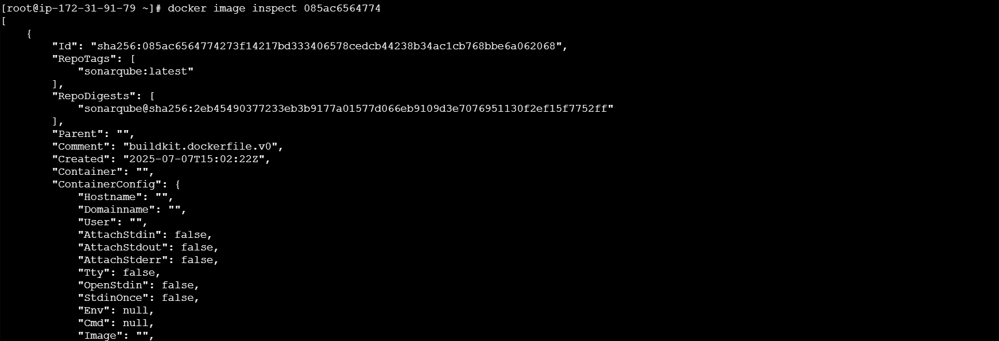 [root@ip-172-31-91-79 ~]# docker image inspect 085ac6564774
[
    {
        "Id": "sha256:085ac6564774273f14217bd333406578cedcb44238b34ac1cb768bbe6a062068",
        "RepoTags": [
            "sonarqube:latest"
        ],
        "RepoDigests": [
            "sonarqube@sha256:2eb45490377233eb3b9177a01577d066eb9109d3e7076951130f2ef15f7752ff"
        ],
        "Parent": "",
        "Comment": "buildkit.dockerfile.v0",
        "Created": "2025-07-07T15:02:22Z",
        "Container": "",
        "ContainerConfig": {
            "Hostname": "",
            "Domainname": "",
            "User": "",
            "AttachStdin": false,
            "AttachStdout": false,
            "AttachStderr": false,
            "Tty": false,
            "OpenStdin": false,
            "StdinOnce": false,
            "Env": null,
            "Cmd": null,
            "Image": "",